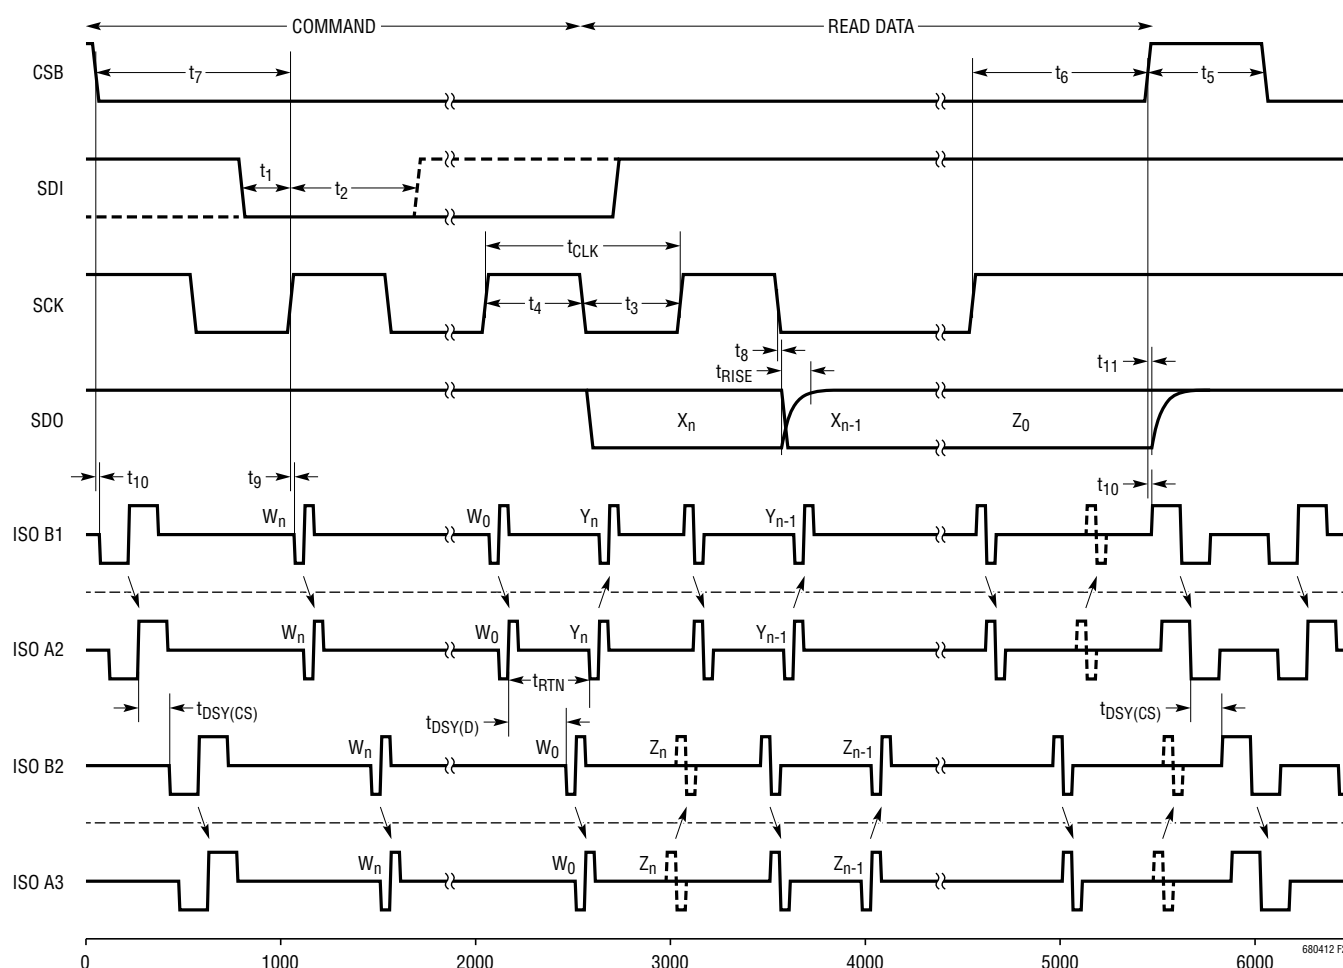 COMMAND READ DATA
CSB t7 t6 t5
SDI t1 t2
tCLK
SCK t4 t3
t8 t11
tRISE
SDO Xn Xn-1 Z0
t10 t9 t10
ISO B1 Wn W0 Yn Yn-1
ISO A2 Wn W0 Yn Yn-1
tRTN
tDSY(CS) tDSY(D) tDSY(CS)
ISO B2 Wn W0 Zn Zn-1
ISO A3 Wn W0 Zn Zn-1
680412 F2
0 1000 2000 3000 4000 5000 6000